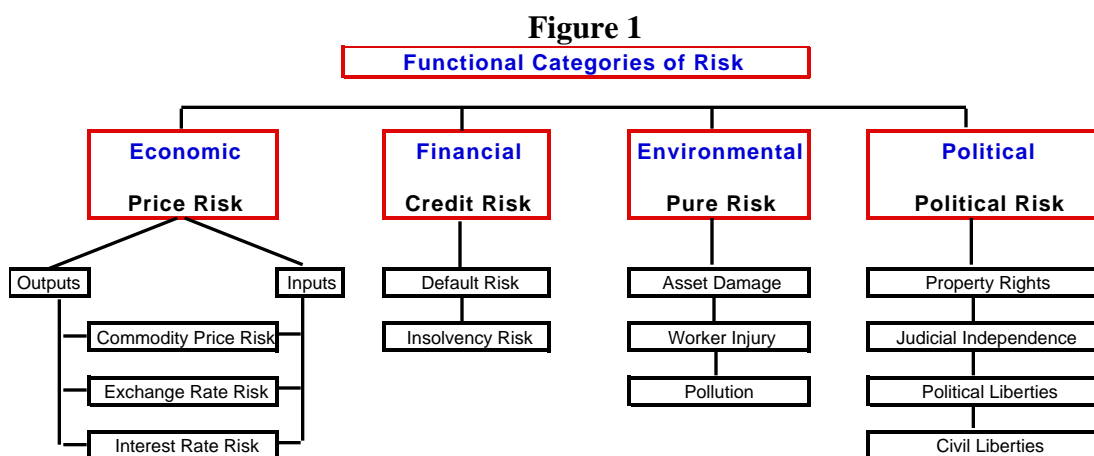 Figure 1
Functional Categories of Risk
Economic
Price Risk
Financial
Credit Risk
Environmental
Pure Risk
Political
Political Risk
Outputs
Inputs
Commodity Price Risk
Exchange Rate Risk
Interest Rate Risk
Default Risk
Insolvency Risk
Asset Damage
Worker Injury
Pollution
Property Rights
Judicial Independence
Political Liberties
Civil Liberties